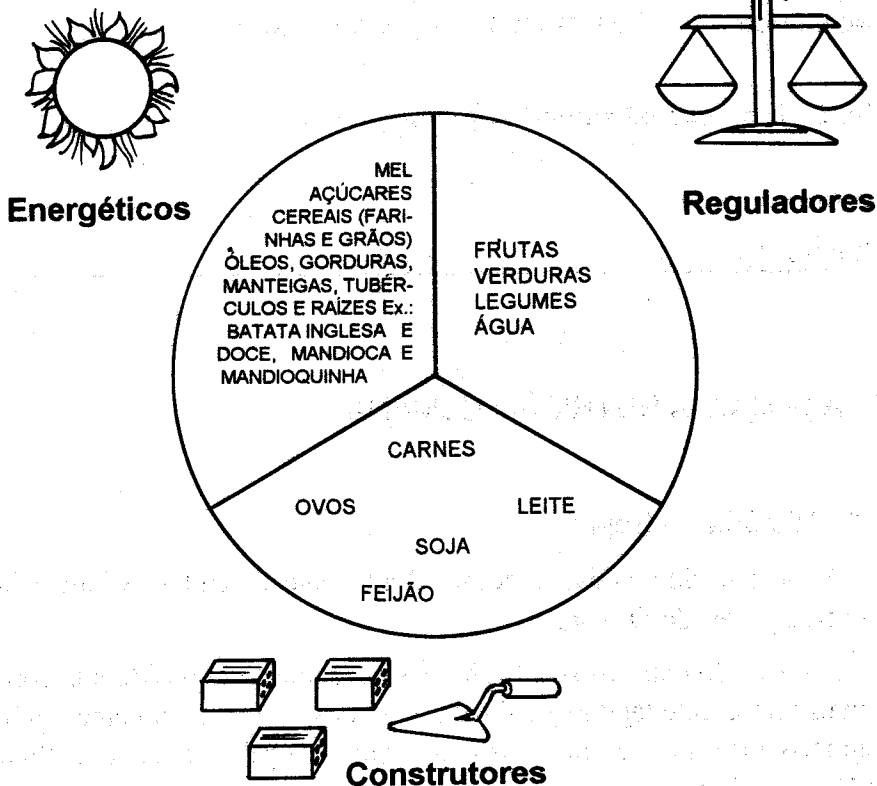 Energéticos
MEL
AÇÚCARES
CEREAIS (FARI-
NHAS E GRÃOS)
ÓLEOS, GORDURAS,
MANTEIGAS, TUBÉR-
CULOS E RAÍZES Ex.:
BATATA INGLESA E
DOCE, MANDIOCA E
MANDIOQUINHA
Reguladores
FRUTAS
VERDURAS
LEGUMES
ÁGUA
CARNES
OVOS
LEITE
SOJA
FEIJÃO
Construtores